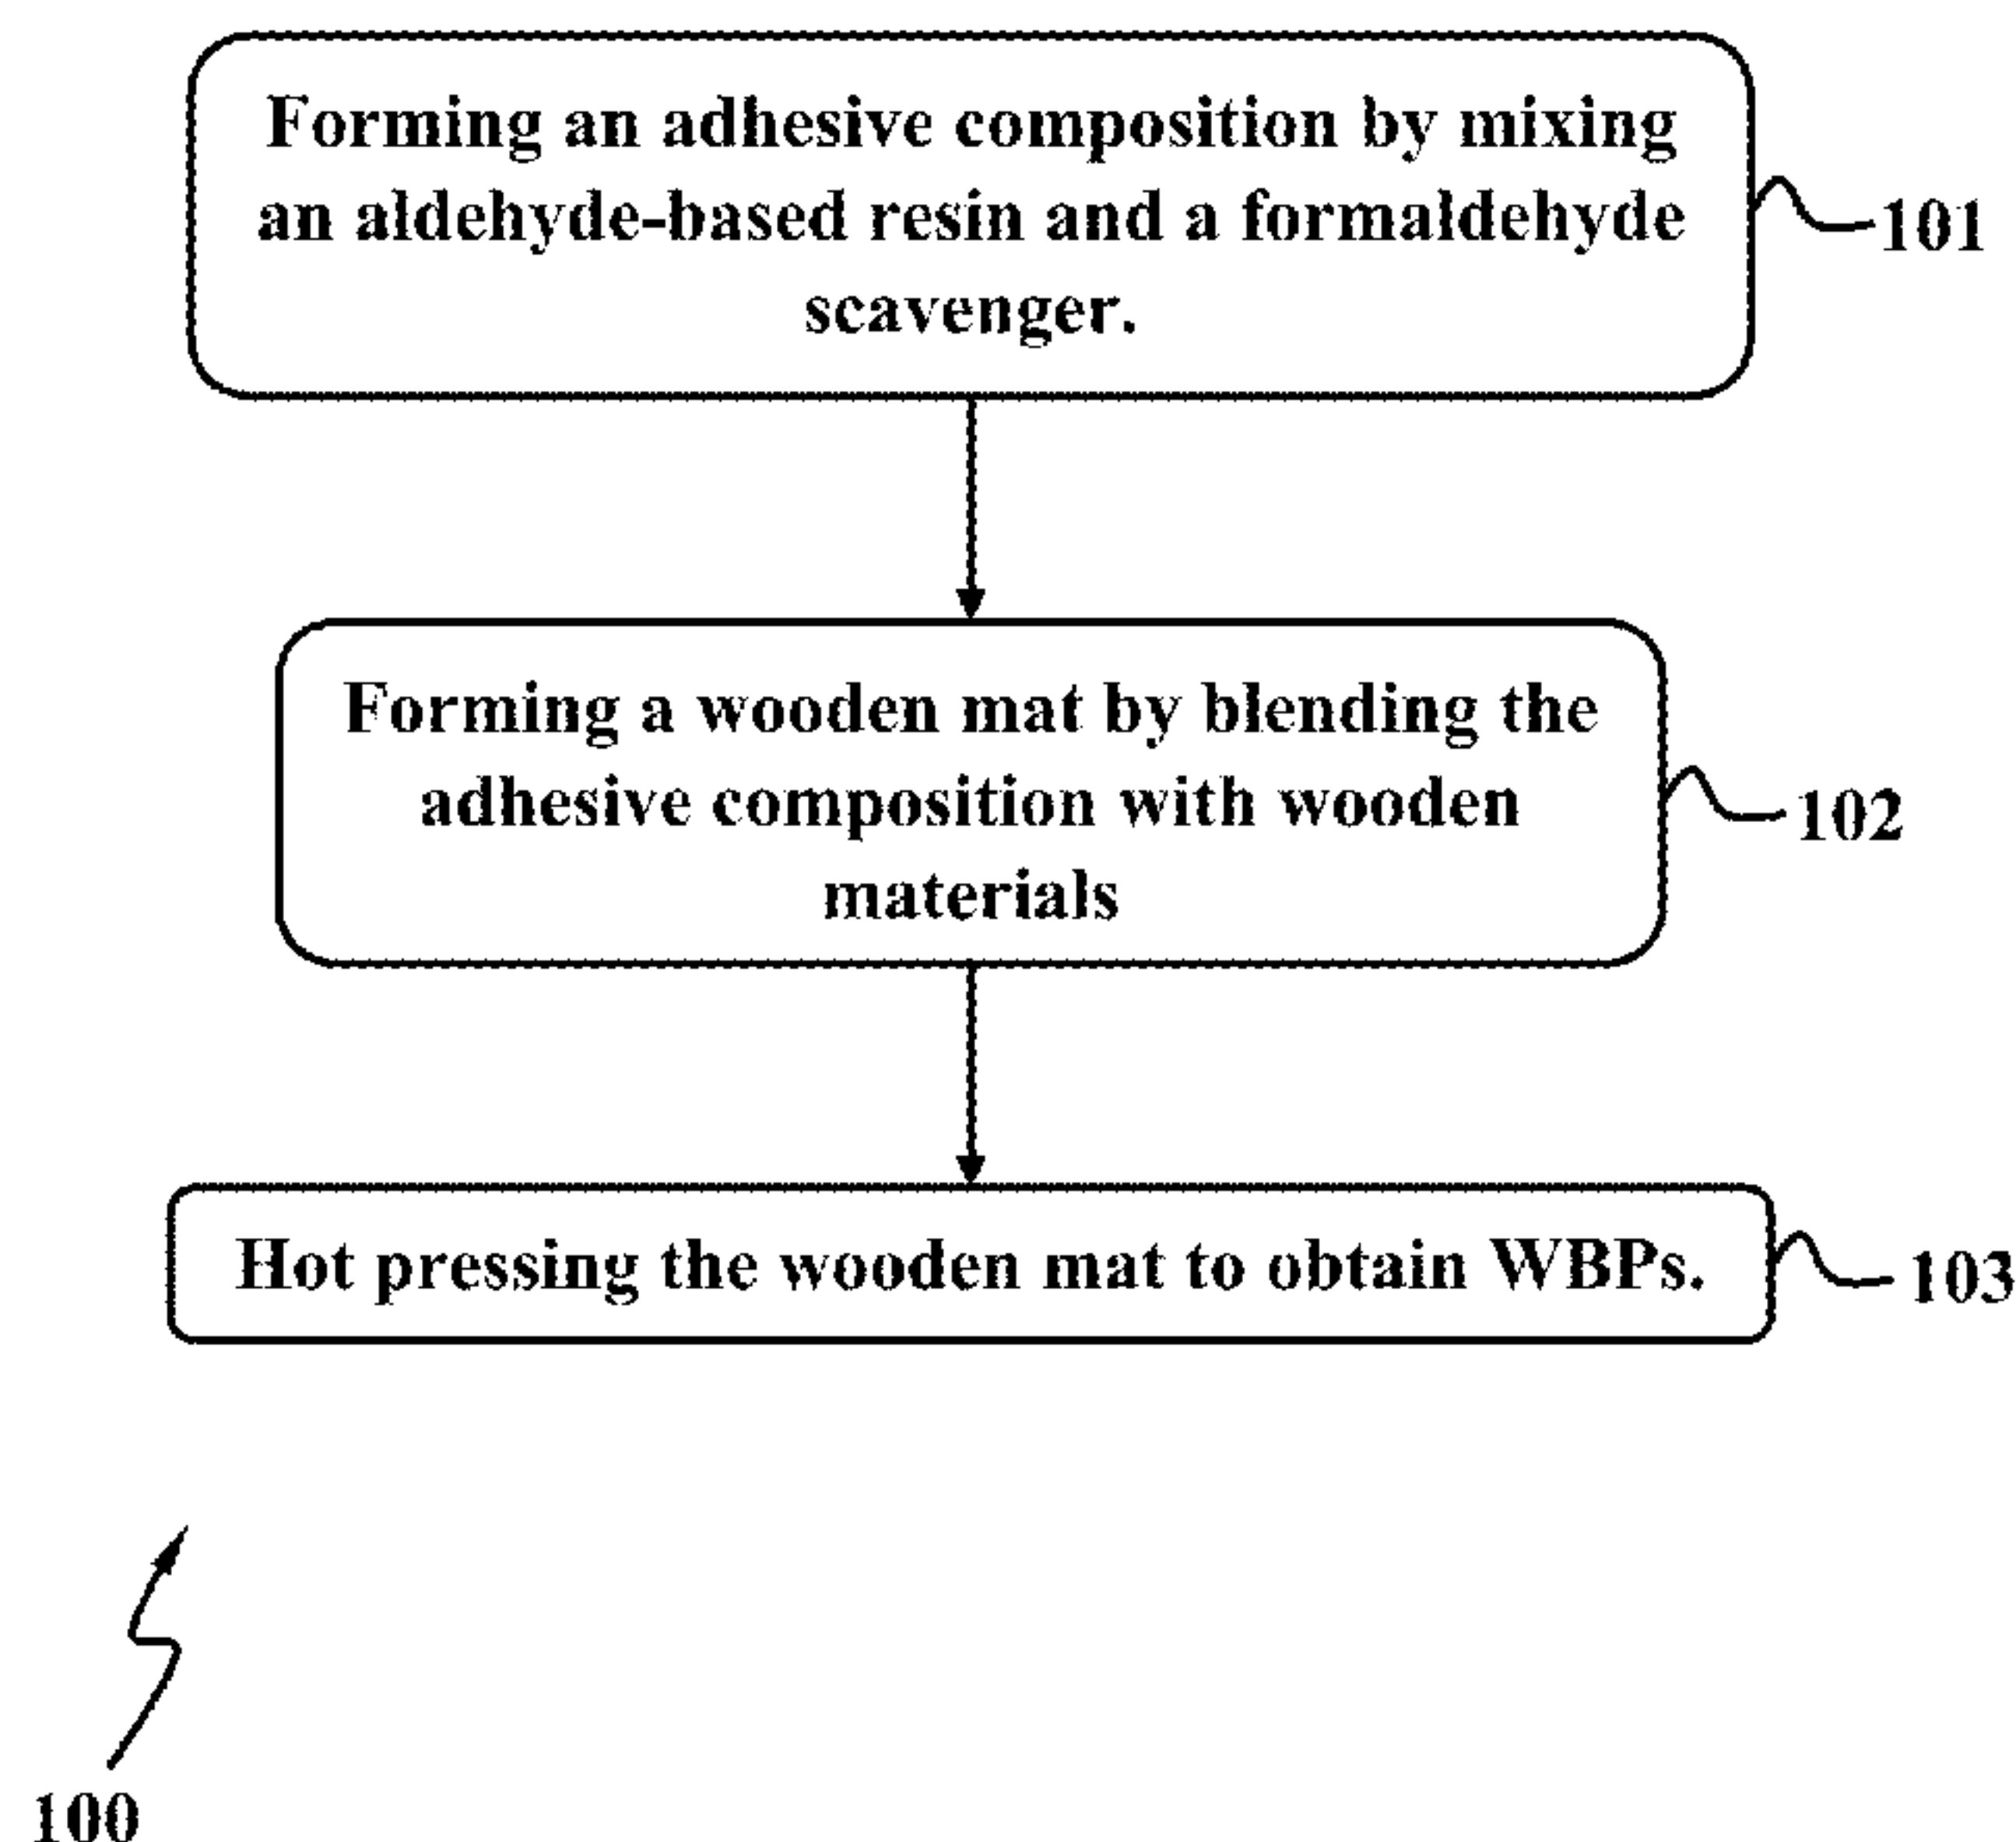 Forming an adhesive composition by mixing
an aldehyde-based resin and a formaldehyde
scavenger.
101
Forming a wooden mat by blending the
adhesive composition with wooden
materials
102
Hot pressing the wooden mat to obtain WBPs.
103
100